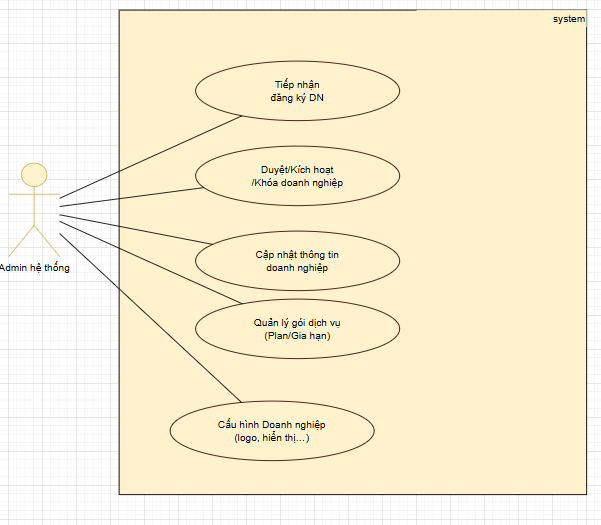 system
Tiếp nhận
đăng ký DN
Duyệt/Kích hoạt
/Khóa doanh nghiệp
Admin hệ thống
Cập nhật thông tin
doanh nghiệp
Quản lý gói dịch vụ
(Plan/Gia hạn)
Cấu hình Doanh nghiệp
(logo, hiển thị...)